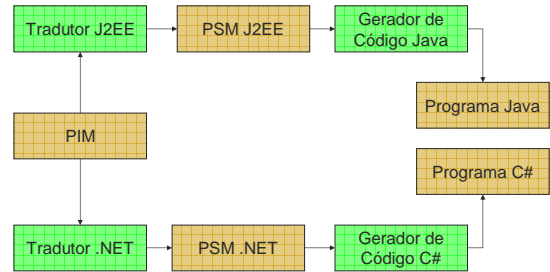 Tradutor J2EE
PSM J2EE
Gerador de
Código Java
Programa Java
PIM
Programa C#
Tradutor .NET
PSM .NET
Gerador de
Código C#